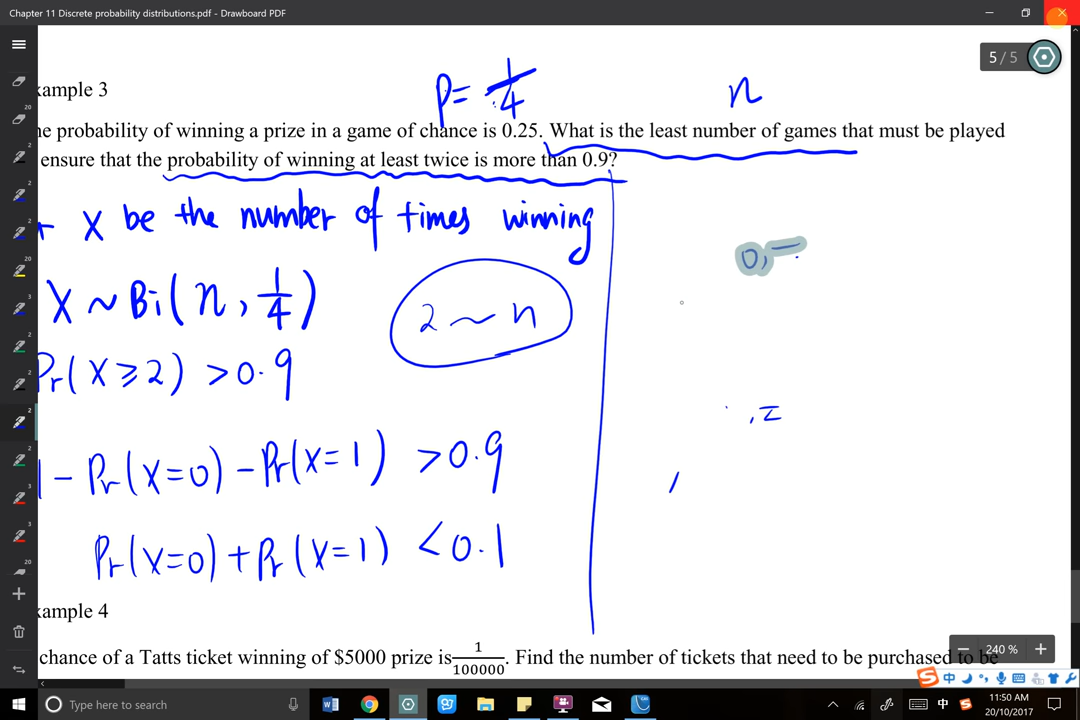 Chapter 11 Discrete probability distributions.pdf - Drawboard PDF
5 / 5
xample 3
P = 1/4
n
he probability of winning a prize in a game of chance is 0.25. What is the least number of games that must be played
ensure that the probability of winning at least twice is more than 0.9?
X be the number of times winning
0, 一
X ~ Bi(n, 1/4)
2 ~ n
Pr(X ⩾ 2) > 0.9
, 工
1 - Pr(X=0) - Pr(X=1) > 0.9
Pr(X=0) + Pr(X=1) < 0.1
xample 4
chance of a Tatts ticket winning of $5000 prize is 1/100000. Find the number of tickets that need to be purchased to be
240 %
中
Type here to search
中
11:50 AM
20/10/2017